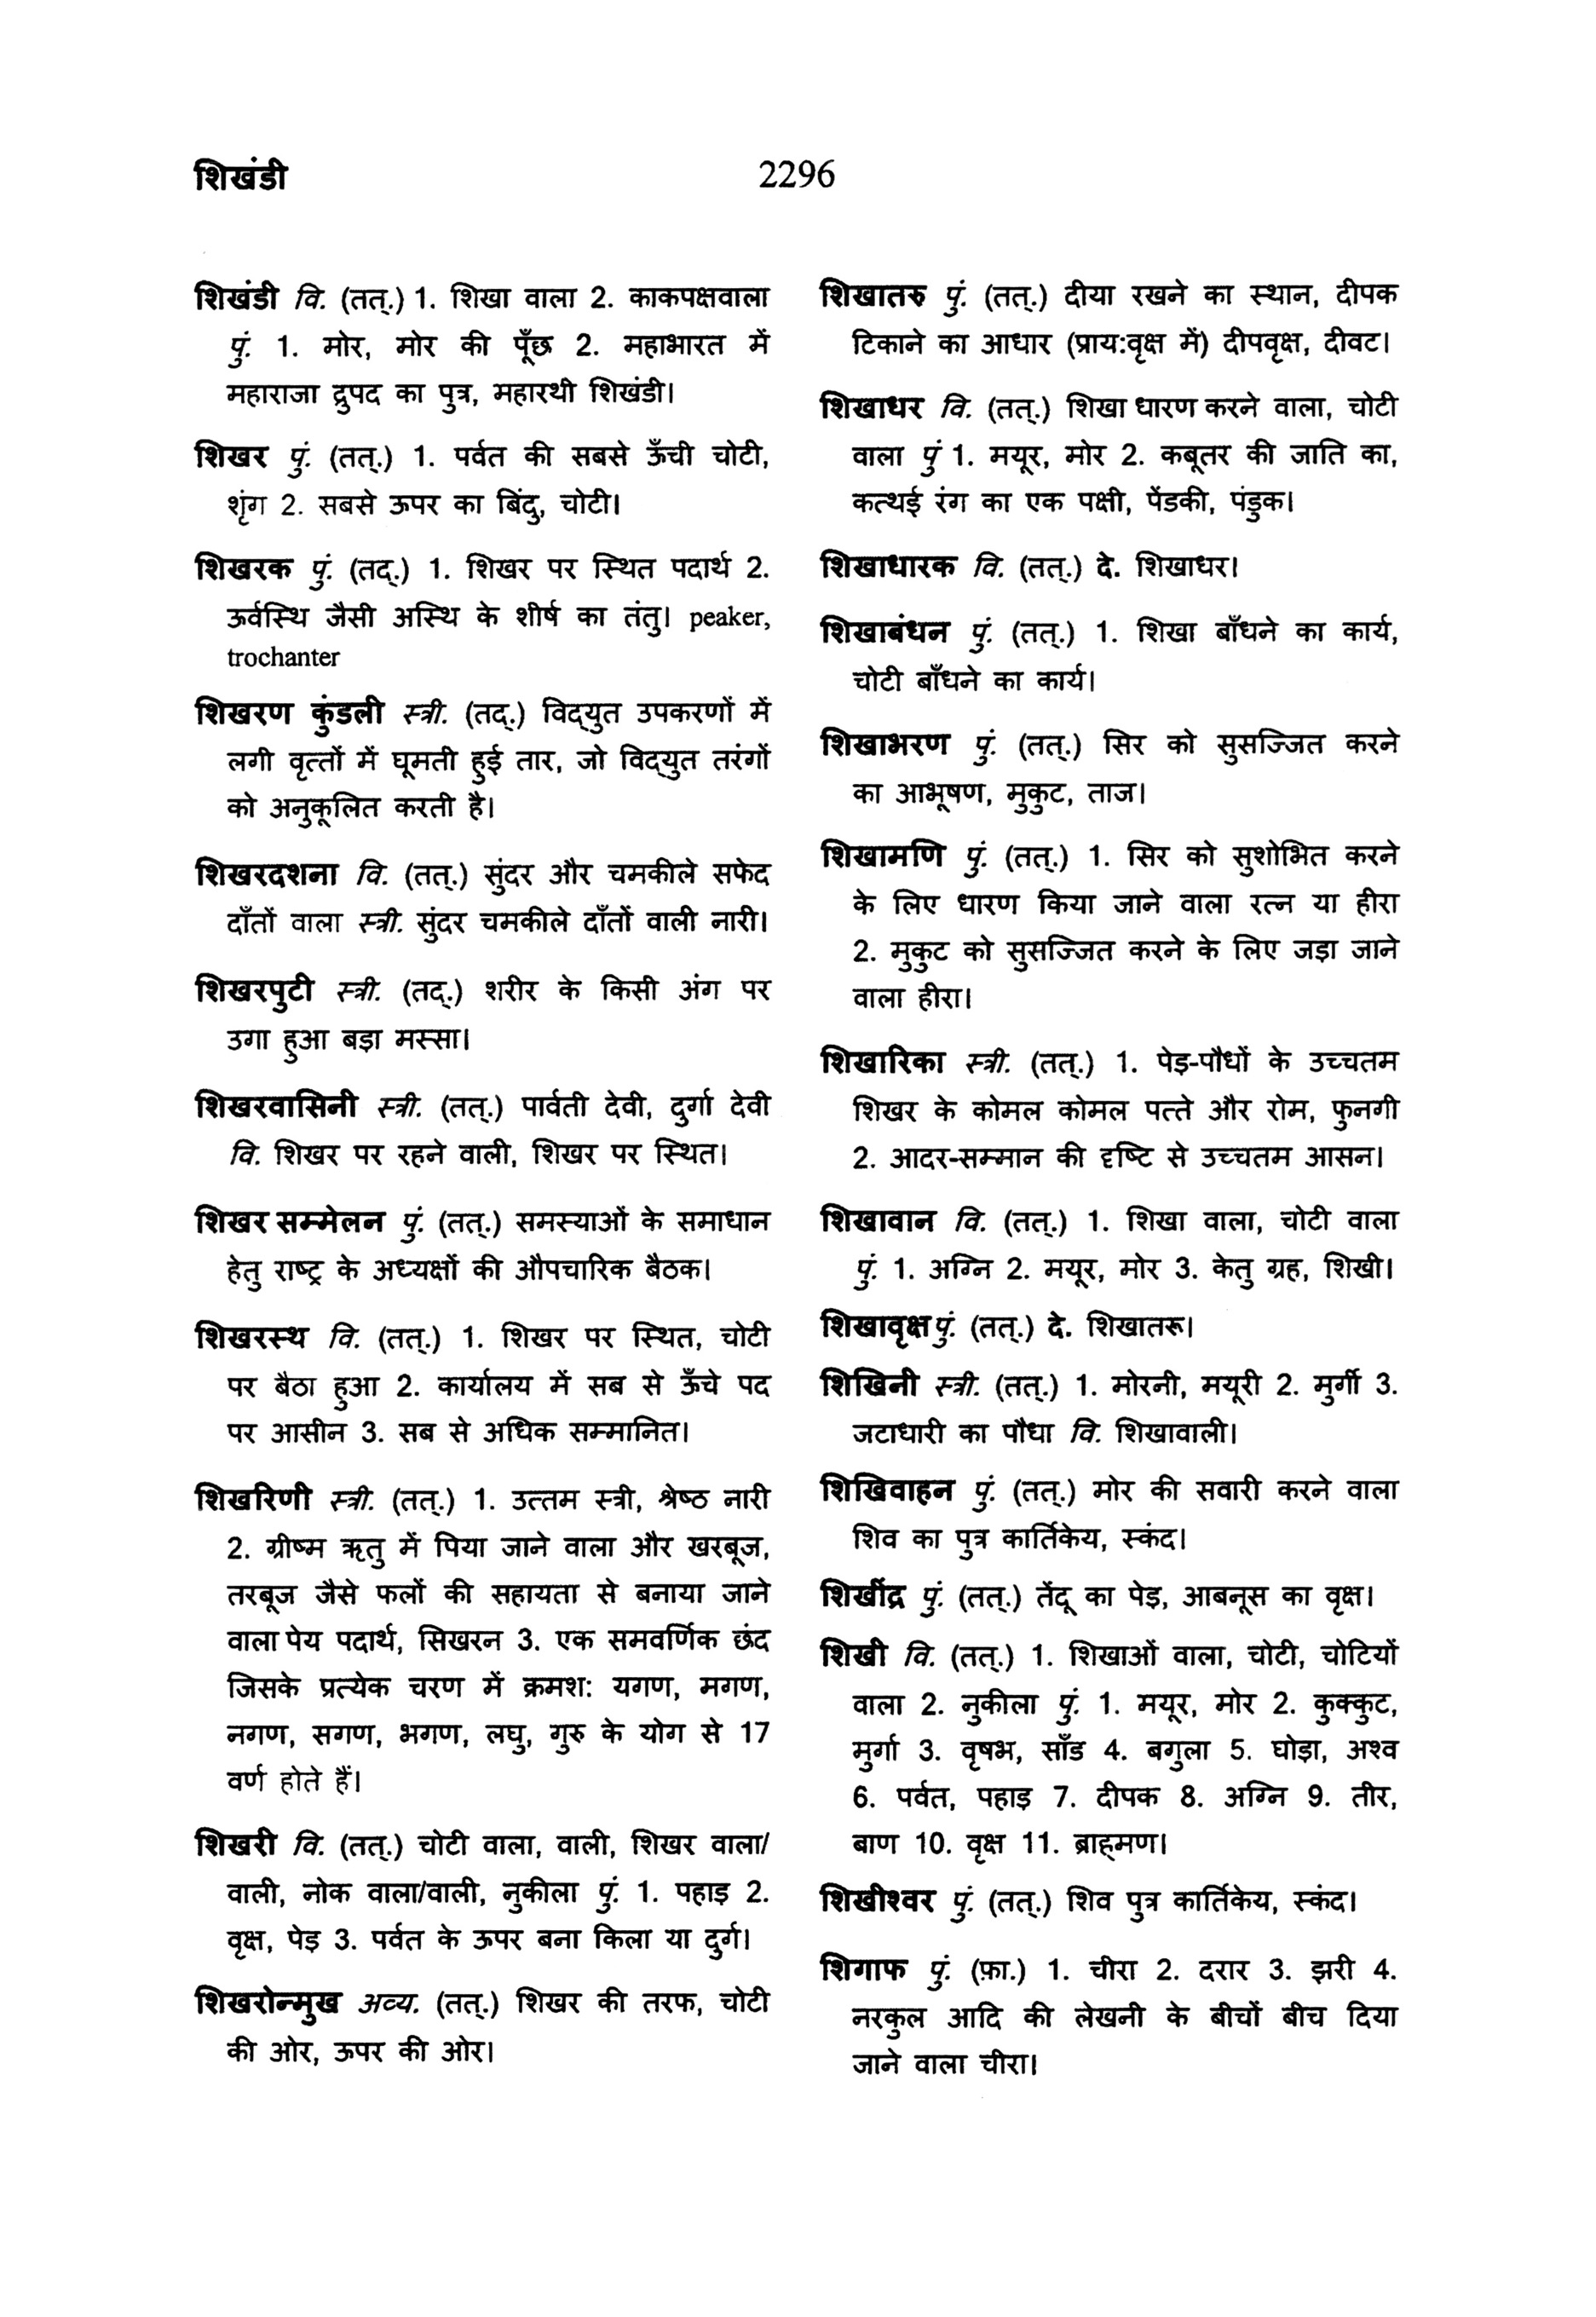 शिखंडी
2296
शिखंडी वि. (तत्.) 1. शिखा वाला 2. काकपक्षवाला
पुं. 1. मोर, मोर की पूँछ 2. महाभारत में
महाराजा द्रुपद का पुत्र, महारथी शिखंडी।
शिखर पुं. (तत्.) 1. पर्वत की सबसे ऊँची चोटी,
शृंग 2. सबसे ऊपर का बिंदु, चोटी।
शिखरक पुं. (तद्.) 1. शिखर पर स्थित पदार्थ 2.
ऊर्वस्थि जैसी अस्थि के शीर्ष का तंतु। peaker,
trochanter
शिखरण कुंडली स्त्री. (तद्.) विद्‌युत उपकरणों में
लगी वृत्तों में घूमती हुई तार, जो विद्‌युत तरंगों
को अनुकूलित करती है।
शिखरदशना वि. (तत्.) सुंदर और चमकीले सफेद
दाँतों वाला स्त्री. सुंदर चमकीले दाँतों वाली नारी।
शिखरपुटी स्त्री. (तद्.) शरीर के किसी अंग पर
उगा हुआ बड़ा मस्सा।
शिखरवासिनी स्त्री. (तत्.) पार्वती देवी, दुर्गा देवी
वि. शिखर पर रहने वाली, शिखर पर स्थित।
शिखर सम्मेलन पुं. (तत्.) समस्याओं के समाधान
हेतु राष्ट्र के अध्यक्षों की औपचारिक बैठक।
शिखरस्थ वि. (तत्.) 1. शिखर पर स्थित, चोटी
पर बैठा हुआ 2. कार्यालय में सब से ऊँचे पद
पर आसीन 3. सब से अधिक सम्मानित।
शिखरिणी स्त्री. (तत्.) 1. उत्तम स्त्री, श्रेष्ठ नारी
2. ग्रीष्म ऋतु में पिया जाने वाला और खरबूज,
तरबूज जैसे फलों की सहायता से बनाया जाने
वाला पेय पदार्थ, सिखरन 3. एक समवर्णिक छंद
जिसके प्रत्येक चरण में क्रमश: यगण, मगण,
नगण, सगण, भगण, लघु, गुरु के योग से 17
वर्ण होते हैं।
शिखरी वि. (तत्.) चोटी वाला, वाली, शिखर वाला/
वाली, नोक वाला/वाली, नुकीला पुं. 1. पहाड़ 2.
वृक्ष, पेड़ 3. पर्वत के ऊपर बना किला या दुर्ग।
शिखरोन्मुख अव्य. (तत्.) शिखर की तरफ, चोटी
की ओर, ऊपर की ओर।
शिखातरु पुं. (तत्.) दीया रखने का स्थान, दीपक
टिकाने का आधार (प्राय:वृक्ष में) दीपवृक्ष, दीवट।
शिखाधर वि. (तत्.) शिखा धारण करने वाला, चोटी
वाला पुं 1. मयूर, मोर 2. कबूतर की जाति का,
कत्थई रंग का एक पक्षी, पेंडकी, पंडुक।
शिखाधारक वि. (तत्.) दे. शिखाधर।
शिखाबंधन पुं. (तत्.) 1. शिखा बाँधने का कार्य,
चोटी बाँधने का कार्य।
शिखाभरण पुं. (तत्.) सिर को सुसज्जित करने
का आभूषण, मुकुट, ताज।
शिखामणि पुं. (तत्.) 1. सिर को सुशोभित करने
के लिए धारण किया जाने वाला रत्न या हीरा
2. मुकुट को सुसज्जित करने के लिए जड़ा जाने
वाला हीरा।
शिखारिका स्त्री. (तत्.) 1. पेड़-पौधों के उच्चतम
शिखर के कोमल कोमल पत्ते और रोम, फुनगी
2. आदर-सम्मान की दृष्टि से उच्चतम आसन।
शिखावान वि. (तत्.) 1. शिखा वाला, चोटी वाला
पुं. 1. अग्नि 2. मयूर, मोर 3. केतु ग्रह, शिखी।
शिखावृक्ष पुं. (तत्.) दे. शिखातरू।
शिखिनी स्त्री. (तत्.) 1. मोरनी, मयूरी 2. मुर्गी 3.
जटाधारी का पौधा वि. शिखावाली।
शिखिवाहन पुं. (तत्.) मोर की सवारी करने वाला
शिव का पुत्र कार्तिकेय, स्कंद।
शिखींद्र पुं. (तत्.) तेंदू का पेड़, आबनूस का वृक्ष।
शिखी वि. (तत्.) 1. शिखाओं वाला, चोटी, चोटियों
वाला 2. नुकीला पुं. 1. मयूर, मोर 2. कुक्कुट,
मुर्गा 3. वृषभ, साँड 4. बगुला 5. घोड़ा, अश्व
6. पर्वत, पहाड़ 7. दीपक 8. अग्नि 9. तीर,
बाण 10. वृक्ष 11. ब्राह्‌मण।
शिखीश्वर पुं. (तत्.) शिव पुत्र कार्तिकेय, स्कंद।
शिगाफ पुं. (फ़ा.) 1. चीरा 2. दरार 3. झरी 4.
नरकुल आदि की लेखनी के बीचों बीच दिया
जाने वाला चीरा।